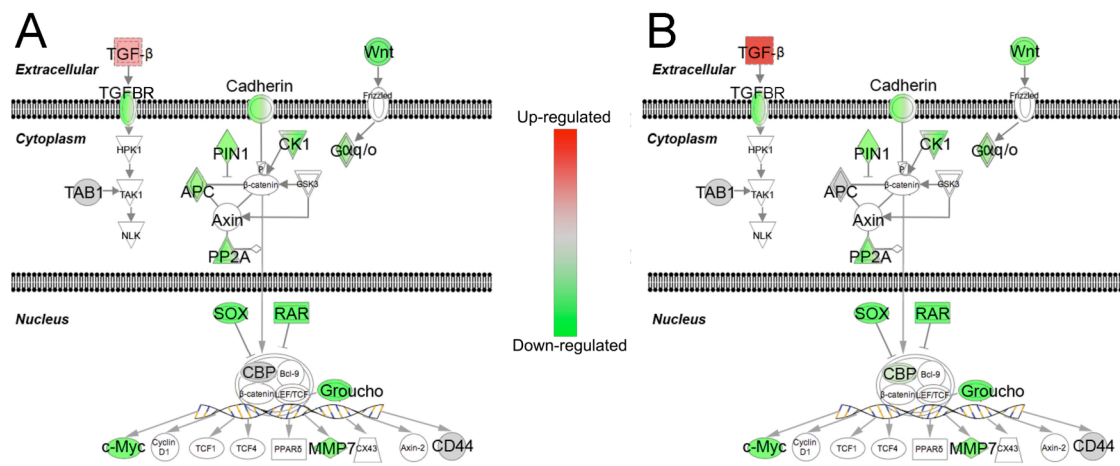 A
TGF-β
Wnt
Extracellular
TGFBR
Cadherin
Frizzled
Cytoplasm
HPK1
PIN1
CK1
Gαq/o
P
TAB1
TAK1
APC
β-catenin
GSK3
Axin
NLK
PP2A
Nucleus
SOX
RAR
CBP
Bcl-9
β-catenin
LEF/TCF
Groucho
c-Myc
Cyclin
D1
TCF1
TCF4
PPARδ
MMP7
CX43
Axin-2
CD44
Up-regulated
Down-regulated
B
TGF-β
Wnt
Extracellular
TGFBR
Cadherin
Frizzled
Cytoplasm
HPK1
PIN1
CK1
Gαq/o
P
TAB1
TAK1
APC
β-catenin
GSK3
Axin
NLK
PP2A
Nucleus
SOX
RAR
CBP
Bcl-9
β-catenin
LEF/TCF
Groucho
c-Myc
Cyclin
D1
TCF1
TCF4
PPARδ
MMP7
CX43
Axin-2
CD44